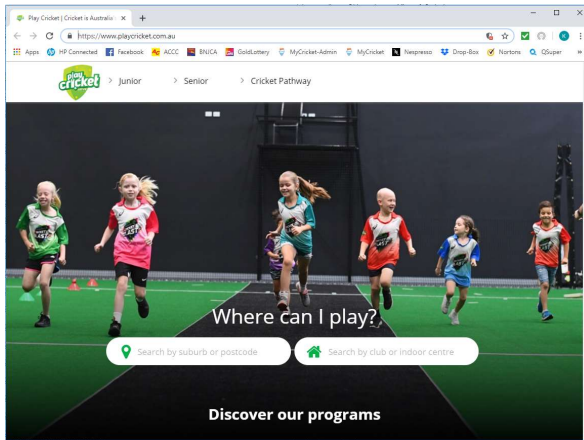 Play Cricket | Cricket is Australia's
https://www.playcricket.com.au
Apps HP Connected Facebook ACCC BNJCA GoldLottery MyCricket-Admin MyCricket Nespresso Drop-Box Nortons QSuper »
play cricket
Junior Senior Cricket Pathway
Where can I play?
Search by suburb or postcode Search by club or indoor centre
Discover our programs